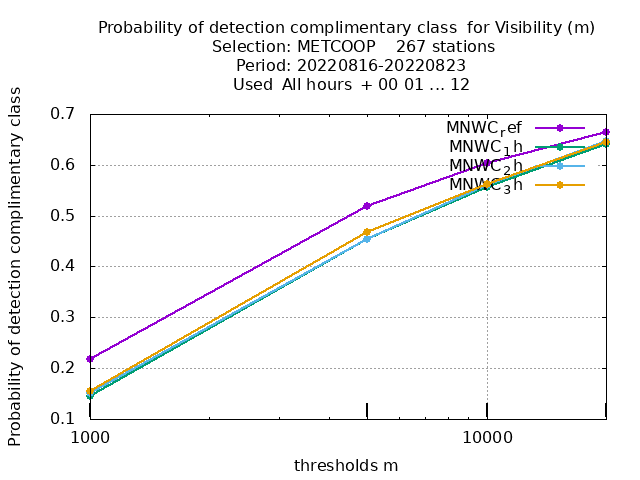 Probability of detection complimentary class  for Visibility (m)
Selection: METCOOP    267 stations
Period: 20220816-20220823
Used  All hours  + 00 01 ... 12
Probability of detection complimentary class
0.7
0.6
0.5
0.4
0.3
0.2
0.1
MNWC_ref
MNWC_1h
MNWC_2h
MNWC_3h
1000
10000
thresholds m